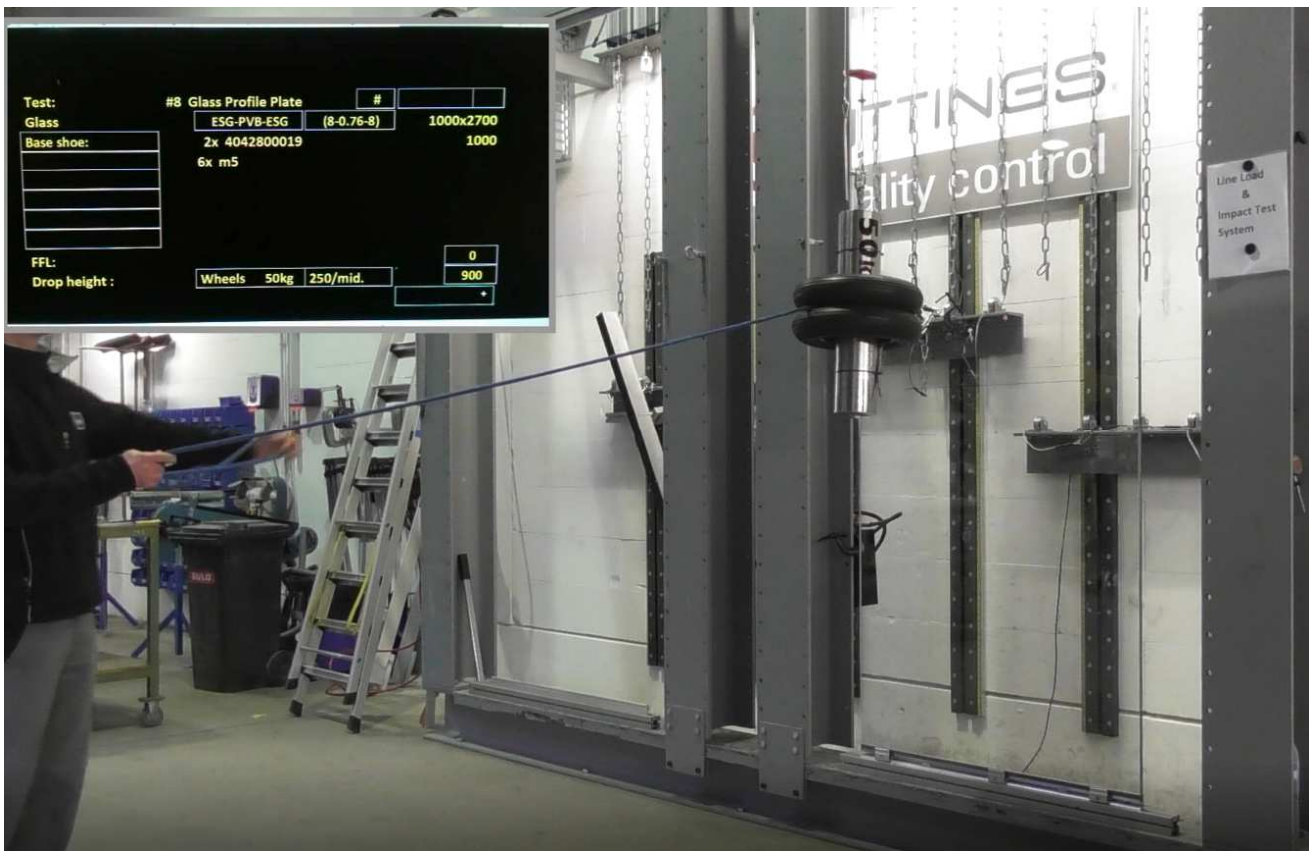 Test: #8 Glass Profile Plate #
Glass ESG-PVB-ESG (8-0.76-8) 1000x2700
Base shoe: 2x 4042800019 1000
6x m5
FFL: 0
Drop height : Wheels 50kg 250/mid. 900
+
TTINGS
ality control
50k
Line Load
&
Impact Test
System
SULO